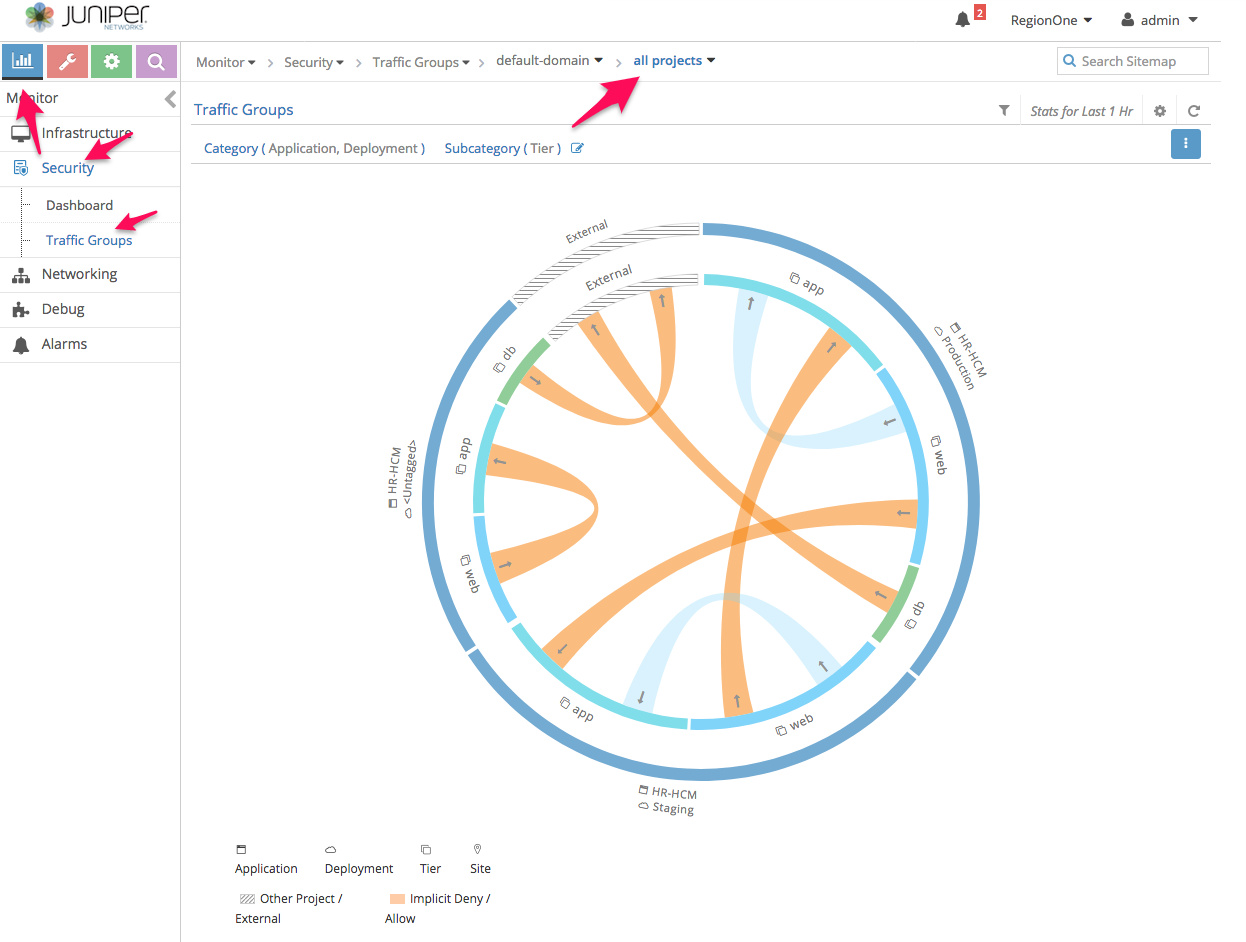 JUNIPER
NETWORKS
2
RegionOne
admin
Monitor
Security
Traffic Groups
default-domain
all projects
Search Sitemap
Monitor
Infrastructure
Security
Dashboard
Traffic Groups
Networking
Debug
Alarms
Traffic Groups
Stats for Last 1 Hr
Category ( Application, Deployment )
Subcategory ( Tier )
External
External
app
HR-HCM
Production
web
db
web
HR-HCM
Staging
app
web
app
HR-HCM
<Untagged>
db
Application
Deployment
Tier
Site
Other Project /
External
Implicit Deny /
Allow